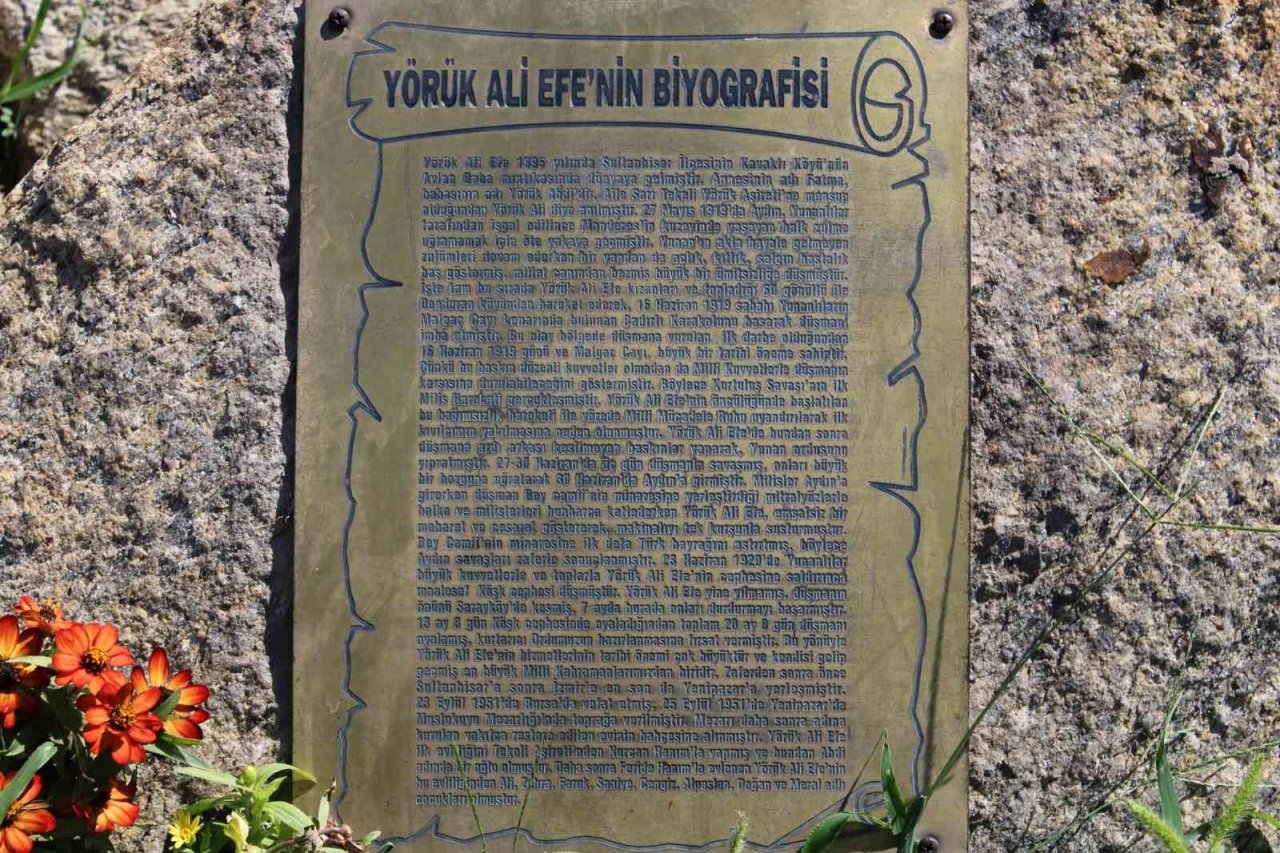 YÖRÜK ALİ EFE'NİN BİYOGRAFİSİ
Yörük Ali Efe 1895 yılında Sultanhisar İlçesinin Kavaklı Köyü'nün
Avlan Baba mıntıkasında dünyaya gelmiştir. Annesinin adı Fatma,
babasının adı Yörük Abdi'dir. Aile Sarı Tekeli Yörük Aşireti'ne mensup
olduğundan Yörük Ali diye anılmıştır. 27 Mayıs 1919'da Aydın, Yunanlılar
tarafından işgal edilince Menderes'in kuzeyinde yaşayan halk zulme
uğramamak için öte yakaya geçmiştir. Yunan'ın akla hayale gelmeyen
zulümleri devam ederken bir yandan da açlık, kıtlık, salgın hastalık
baş göstermiş, millet canından bezmiş büyük bir ümitsizliğe düşmüştür.
İşte tam bu sırada Yörük Ali Efe kızanları ve topladığı 60 gönüllü ile
Donduran köyünden hareket ederek, 16 Haziran 1919 sabahı Yunanlıların
Malgaç Çayı kenarında bulunan Çadırlı Karakolunu basarak düşmanı
imha etmiştir. Bu olay bölgede düşmana vurulan ilk darbe olduğundan
16 Haziran 1919 günü ve Malgaç Çayı, büyük bir tarihi öneme sahiptir.
Çünkü bu baskın düzenli kuvvetler olmadan da Milli Kuvvetlerle düşmanın
karşısına durulabileceğini göstermiştir. Böylece Kurtuluş Savaşı'nın ilk
Milis Hareketi gerçekleşmiştir. Yörük Ali Efe'nin öncülüğünde başlatılan
bu bağımsızlık hareketi ile yörede Milli Mücadele Ruhu uyandırılarak ilk
kıvılcımın yakılmasına neden olunmuştur. Yörük Ali Efe'de bundan sonra
düşmana ardı arkası kesilmeyen baskınlar yaparak, Yunan ordusunu
yıpratmıştır. 27-30 Haziran'da üç gün düşmanla savaşmış, onları büyük
bir bozguna uğratarak 30 Haziran'da Aydın'a girmiştir. Milisler Aydın'a
girerken düşman Bey camii'nin minaresine yerleştirdiği mitralyözlerle
halka ve milislerleri hunharca katlederken Yörük Ali Efe, emsalsiz bir
maharet ve cesaret göstererek, makinalıyı tek kurşunla susturmuştur.
Bey Camii'nin minaresine ilk defa Türk bayrağını astırtmış, böylece
Aydın savaşları zaferle sonuçlanmıştır. 23 Haziran 1920'de Yunanlılar
büyük kuvvetlerle ve toplarla Yörük Ali Efe'nin cephesine saldırınca
maalesef Köşk cephesi düşmüştür. Yörük Ali Efe yine yılmamış, düşmanın
önünü Sarayköy'de kesmiş, 7 ayda burada onları durdurmayı başarmıştır.
13 ay 8 gün Köşk cephesinde oyaladığından toplam 20 ay 8 gün düşmanı
oyalamış, kurtarıcı Ordumuzun hazırlanmasına fırsat vermiştir. Bu yönüyle
Yörük Ali Efe'nin hizmetlerinin tarihi önemi çok büyüktür ve kendisi gelip
geçmiş en büyük Milli Kahramanlarımızdan biridir. Zaferden sonra önce
Sultanhisar'a sonra İzmir'e en son da Yenipazar'a yerleşmiştir.
23 Eylül 1951'de Bursa'da vefat etmiş, 25 Eylül 1951'de Yenipazar'da
Muslukuyu Mezarlığı'nda toprağa verilmiştir. Mezarı daha sonra adına
kurulan vakıfca restore edilen evinin bahçesine alınmıştır. Yörük Ali Efe
ilk evliliğini Tekeli Aşireti'nden Kurcan Hanım'la yapmış ve bundan Abdi
adında bir oğlu olmuştur. Daha sonra Feride Hanım'la evlenen Yörük Ali Efe'nin
bu evliliğinden Ali, Zehra, Faruk, Saniye, Cengiz, Alpaslan, Doğan ve Meral adlı
çocukları olmuştur.